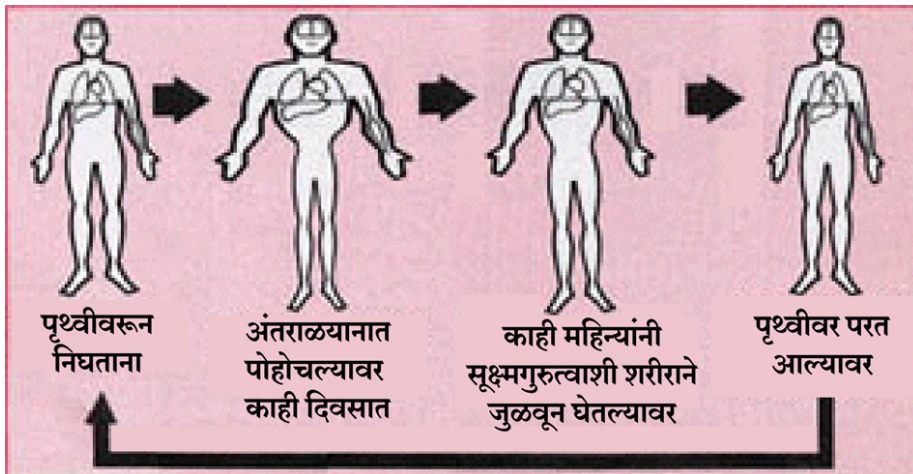 पृथ्वीवरून
निघताना
अंतराळयानात
पोहोचल्यावर
काही दिवसात
काही महिन्यांनी
सूक्ष्मगुरुत्वाशी शरीराने
जुळवून घेतल्यावर
पृथ्वीवर परत
आल्यावर